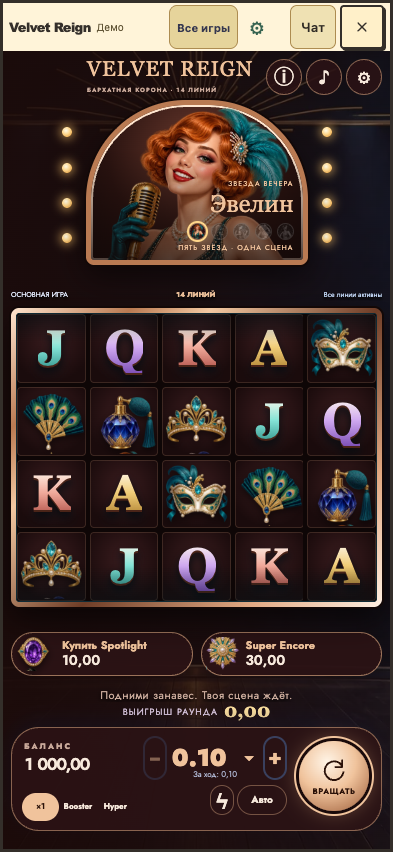 Velvet Reign Демо Все игры Чат
VELVET REIGN
БАРХАТНАЯ КОРОНА · 14 ЛИНИЙ
ЗВЕЗДА ВЕЧЕРА
Эвелин
ПЯТЬ ЗВЁЗД · ОДНА СЦЕНА
ОСНОВНАЯ ИГРА 14 ЛИНИЙ Все линии активны
J Q K A
J Q
K A
J Q K A
Купить Spotlight Super Encore
10,00 30,00
Подними занавес. Твоя сцена ждёт.
ВЫИГРЫШ РАУНДА 0,00
БАЛАНС
1 000,00
− 0.10 +
За ход: 0,10
ВРАЩАТЬ
×1 Booster Hyper Авто